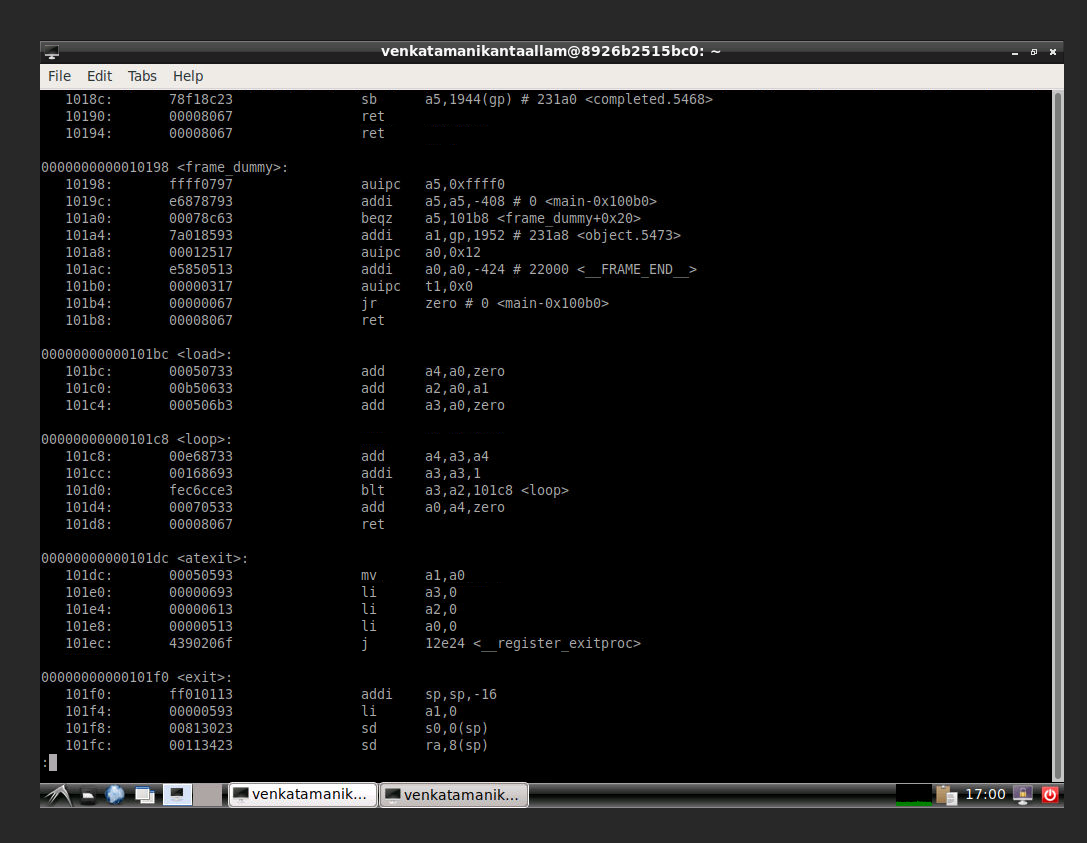 venkatamanikantaallam@8926b2515bc0: ~
File Edit Tabs Help
1018c: 78f18c23 sb a5,1944(gp) # 231a0 <completed.5468>
10190: 00008067 ret
10194: 00008067 ret
0000000000010198 <frame_dummy>:
10198: ffff0797 auipc a5,0xffff0
1019c: e6878793 addi a5,a5,-408 # 0 <main-0x100b0>
101a0: 00078c63 beqz a5,101b8 <frame_dummy+0x20>
101a4: 7a018593 addi a1,gp,1952 # 231a8 <object.5473>
101a8: 00012517 auipc a0,0x12
101ac: e5850513 addi a0,a0,-424 # 22000 <__FRAME_END__>
101b0: 00000317 auipc t1,0x0
101b4: 00000067 jr zero # 0 <main-0x100b0>
101b8: 00008067 ret
00000000000101bc <load>:
101bc: 00050733 add a4,a0,zero
101c0: 00b50633 add a2,a0,a1
101c4: 000506b3 add a3,a0,zero
00000000000101c8 <loop>:
101c8: 00e68733 add a4,a3,a4
101cc: 00168693 addi a3,a3,1
101d0: fec6cce3 blt a3,a2,101c8 <loop>
101d4: 00070533 add a0,a4,zero
101d8: 00008067 ret
00000000000101dc <atexit>:
101dc: 00050593 mv a1,a0
101e0: 00000693 li a3,0
101e4: 00000613 li a2,0
101e8: 00000513 li a0,0
101ec: 4390206f j 12e24 <__register_exitproc>
00000000000101f0 <exit>:
101f0: ff010113 addi sp,sp,-16
101f4: 00000593 li a1,0
101f8: 00813023 sd s0,0(sp)
101fc: 00113423 sd ra,8(sp)
:
venkatamanik... venkatamanik... 17:00